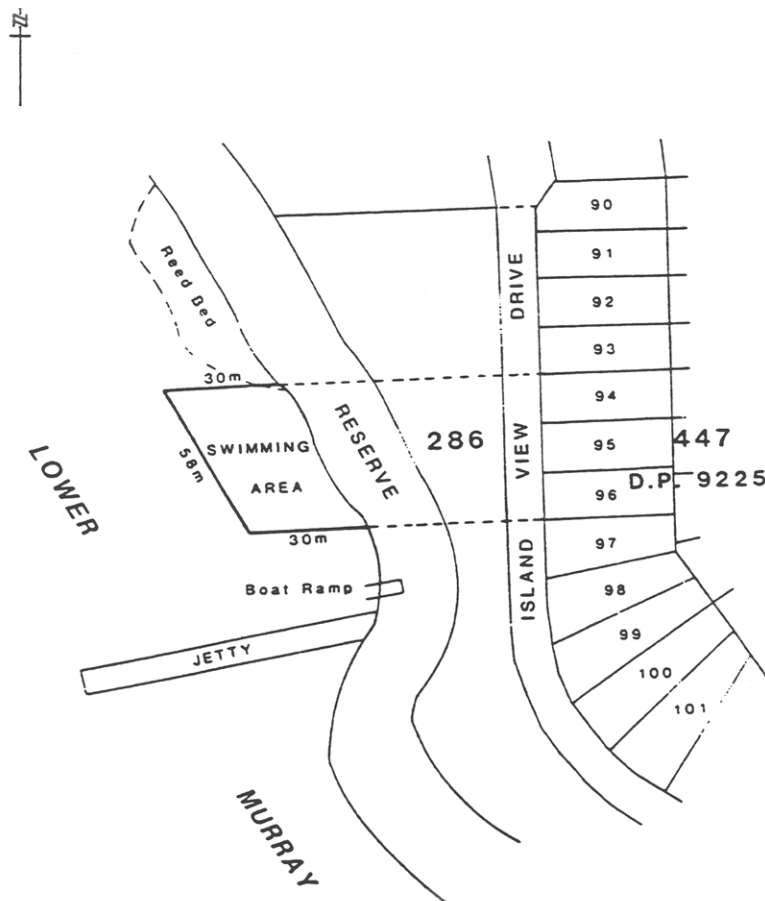 N
90
91
92
93
94
95
96
97
98
99
100
101
Reed Bed
30m
58m
SWIMMING
AREA
30m
RESERVE
286
447
D.P. 9225
ISLAND VIEW DRIVE
LOWER
MURRAY
Boat Ramp
JETTY